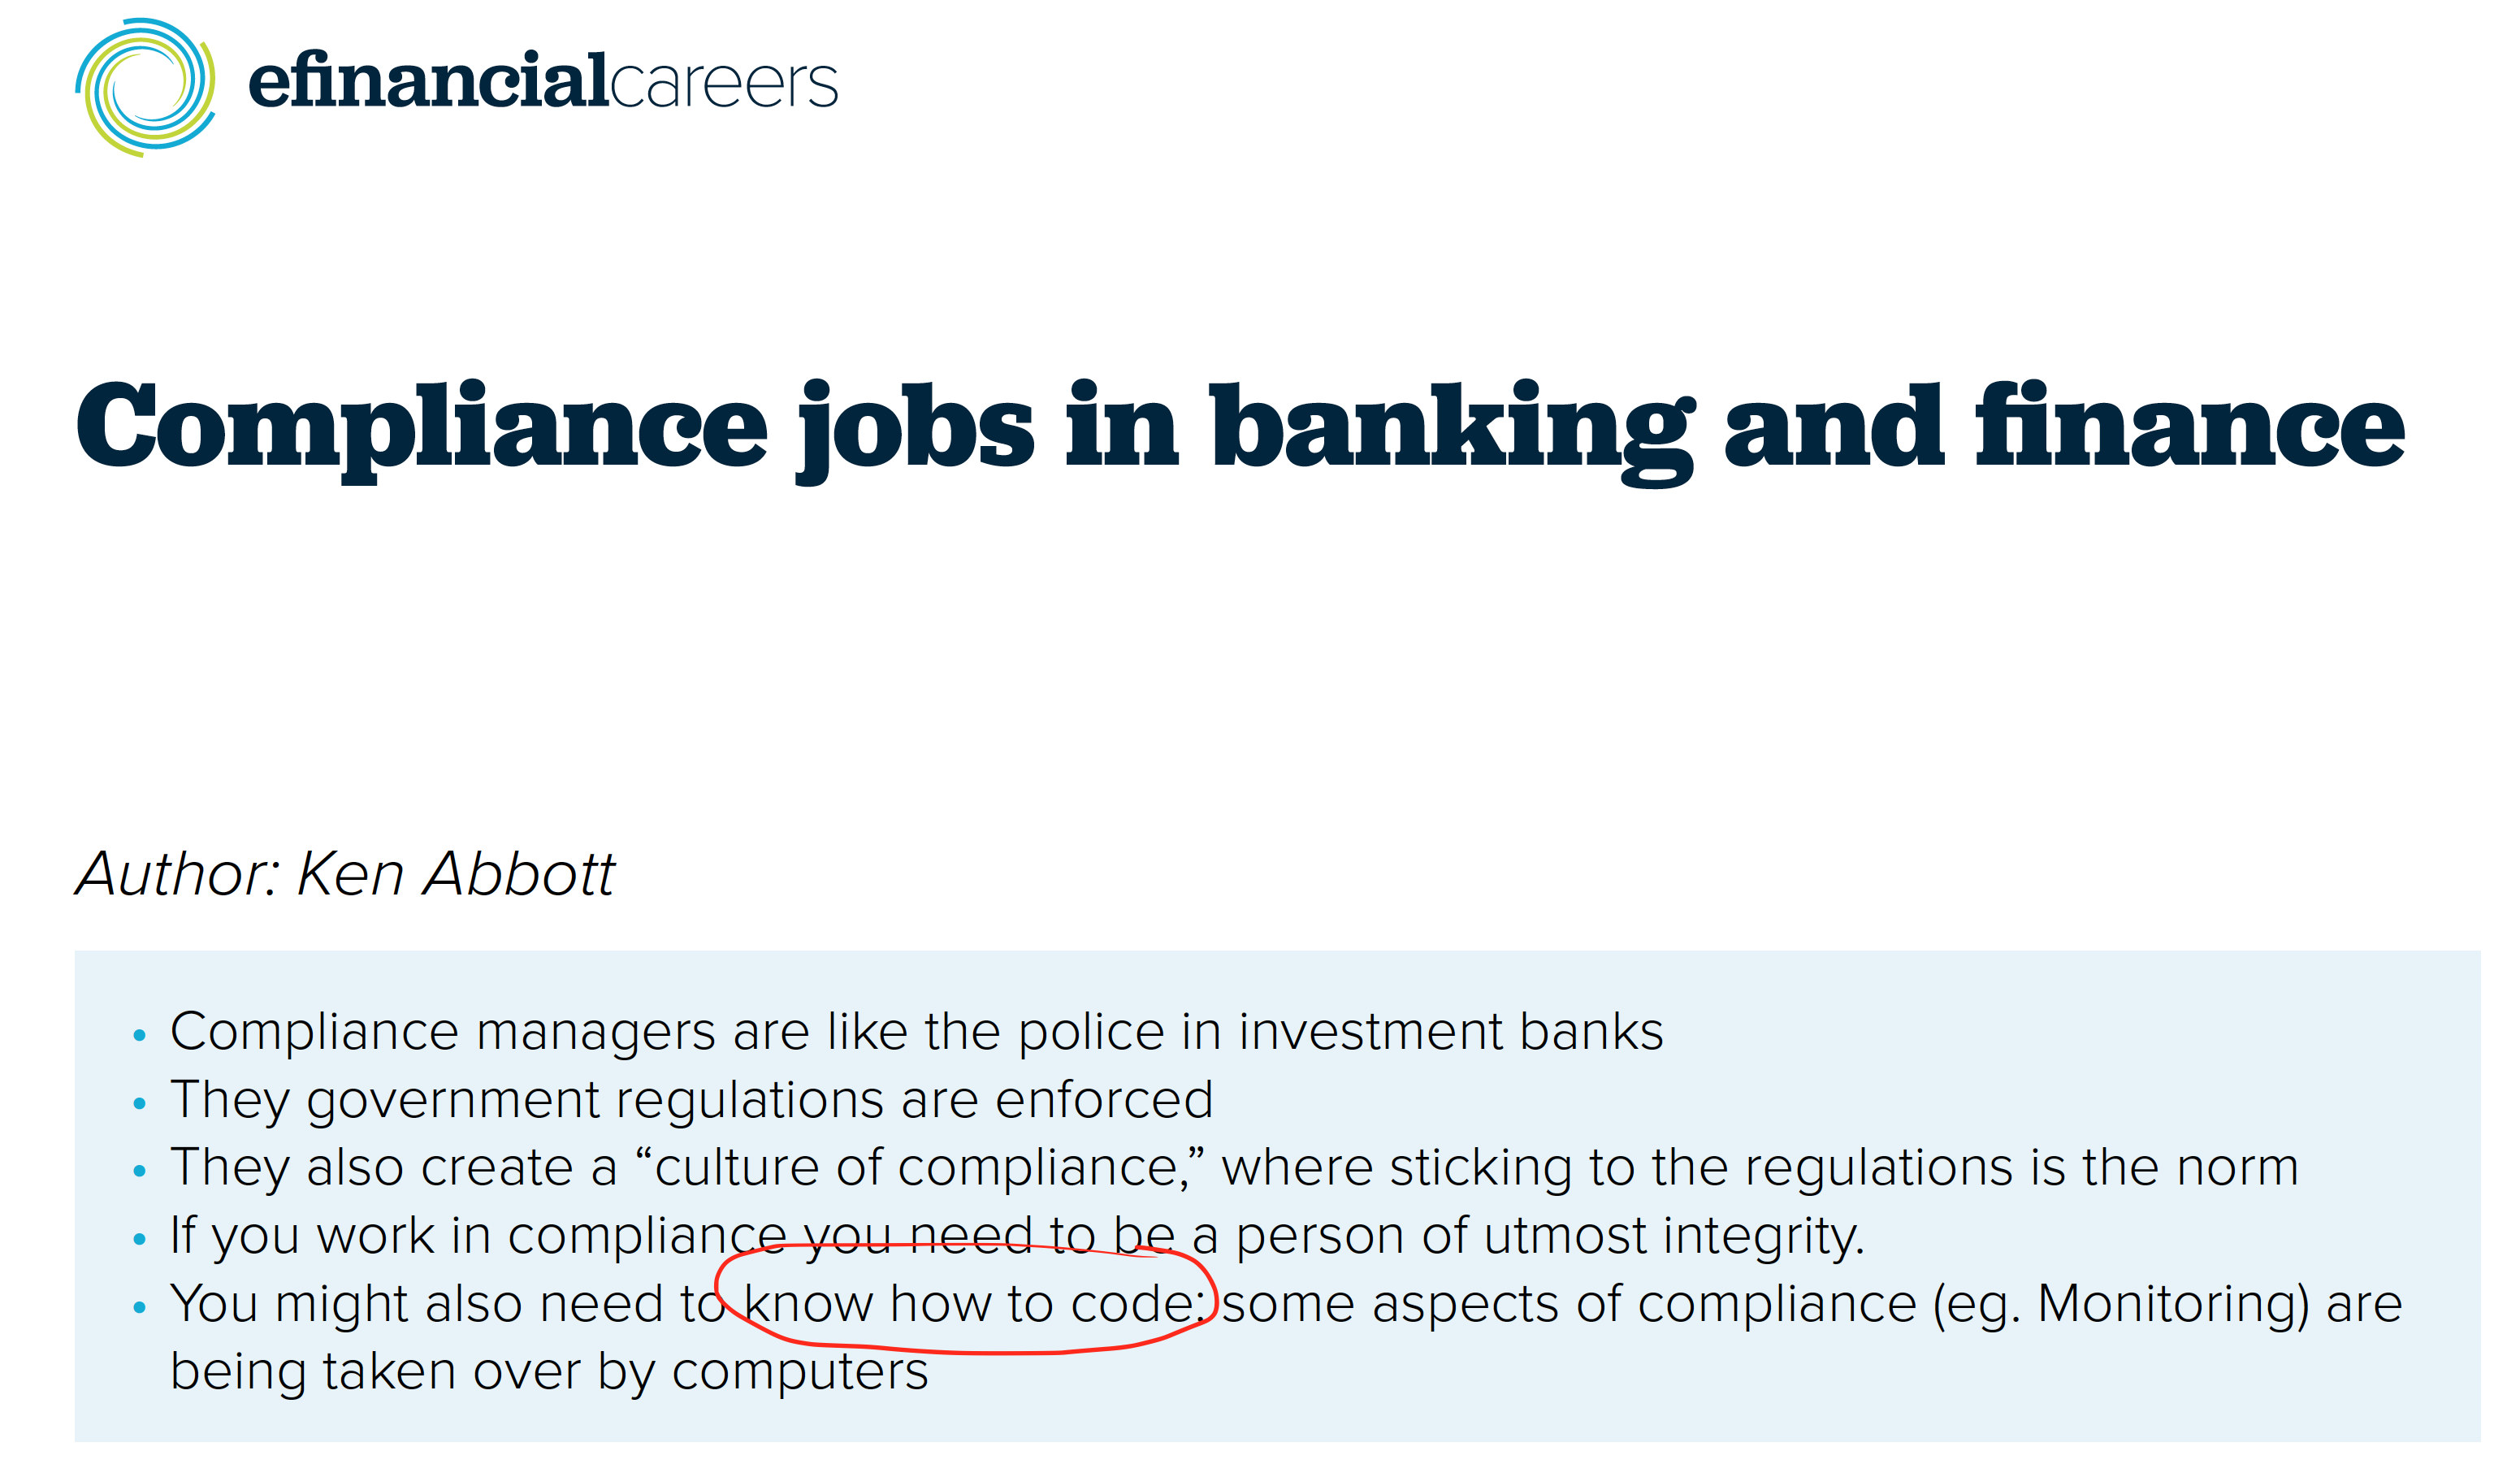 efinancialcareers
Compliance jobs in banking and finance
Author: Ken Abbott
• Compliance managers are like the police in investment banks
• They government regulations are enforced
• They also create a “culture of compliance,” where sticking to the regulations is the norm
• If you work in compliance you need to be a person of utmost integrity.
• You might also need to know how to code: some aspects of compliance (eg. Monitoring) are
being taken over by computers